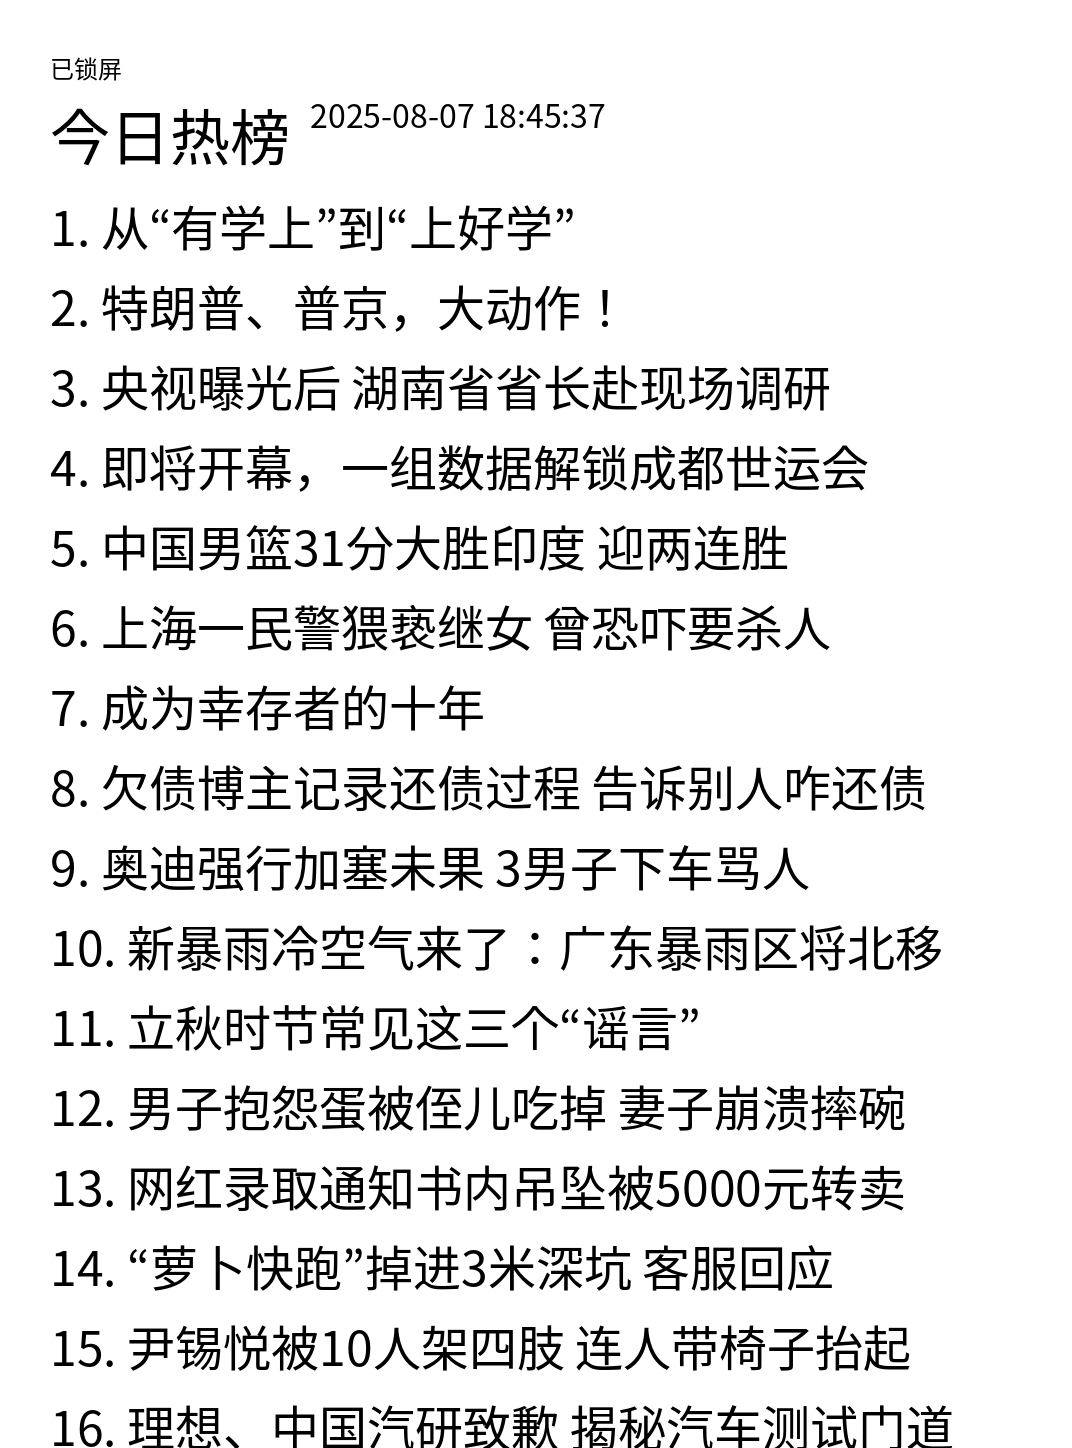 已锁屏
今日热榜 2025-08-07 18:45:37
1. 从“有学上”到“上好学”
2. 特朗普、普京，大动作！
3. 央视曝光后 湖南省省长赴现场调研
4. 即将开幕，一组数据解锁成都世运会
5. 中国男篮31分大胜印度 迎两连胜
6. 上海一民警猥亵继女 曾恐吓要杀人
7. 成为幸存者的十年
8. 欠债博主记录还债过程 告诉别人咋还债
9. 奥迪强行加塞未果 3男子下车骂人
10. 新暴雨冷空气来了：广东暴雨区将北移
11. 立秋时节常见这三个“谣言”
12. 男子抱怨蛋被侄儿吃掉 妻子崩溃摔碗
13. 网红录取通知书内吊坠被5000元转卖
14. “萝卜快跑”掉进3米深坑 客服回应
15. 尹锡悦被10人架四肢 连人带椅子抬起
16. 理想、中国汽研致歉 揭秘汽车测试门道